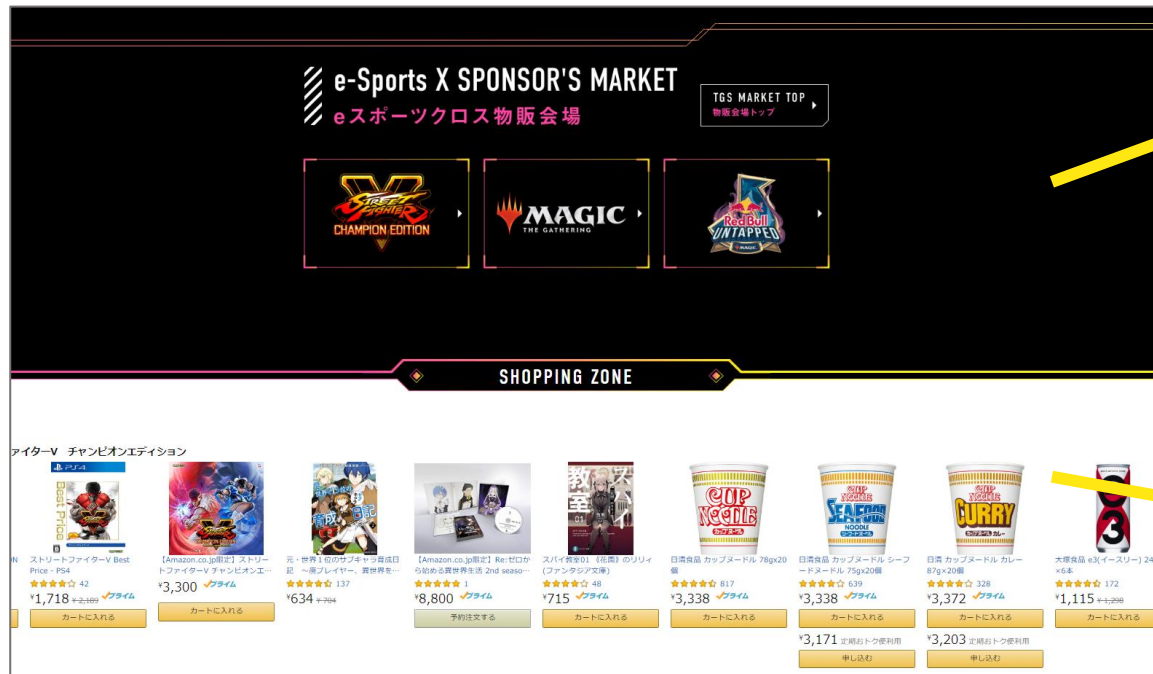 e-Sports X SPONSOR'S MARKET
eスポーツクロス物販会場
TGS MARKET TOP
物販会場トップ
STREET FIGHTER V
CHAMPION EDITION
MAGIC
THE GATHERING
Red Bull
UNTAPPED
MAGIC
SHOPPING ZONE
ァイターV チャンピオンエディション
PS4
Best Price
教室
01
CUP NOODLE
CUP NOODLE
SEAFOOD
NOODLE
CUP NOODLE
CURRY
ストリートファイターV Best
Price - PS4
42
¥1,718 ¥2,189 プライム
カートに入れる
【Amazon.co.jp限定】ストリー
トファイターV チャンピオンエ…
¥3,300 プライム
カートに入れる
元・世界1位のサブキャラ育成日
記 ～廃プレイヤー、異世界を…
137
¥634 ¥704
【Amazon.co.jp限定】Re:ゼロか
ら始める異世界生活 2nd seaso…
1
¥8,800 プライム
予約注文する
スパイ教室01 《花園》のリリィ
(ファンタジア文庫)
48
¥715 プライム
カートに入れる
日清食品 カップヌードル 78gx20
個
817
¥3,338 プライム
カートに入れる
日清食品 カップヌードル シーフ
ードヌードル 75gx20個
639
¥3,338 プライム
カートに入れる
¥3,171 定期おトク便利用
申し込む
日清 カップヌードル カレー
87g×20個
328
¥3,372 プライム
カートに入れる
¥3,203 定期おトク便利用
申し込む
大塚食品 e3(イースリー) 24
×6本
172
¥1,115 ¥1,298
カートに入れる